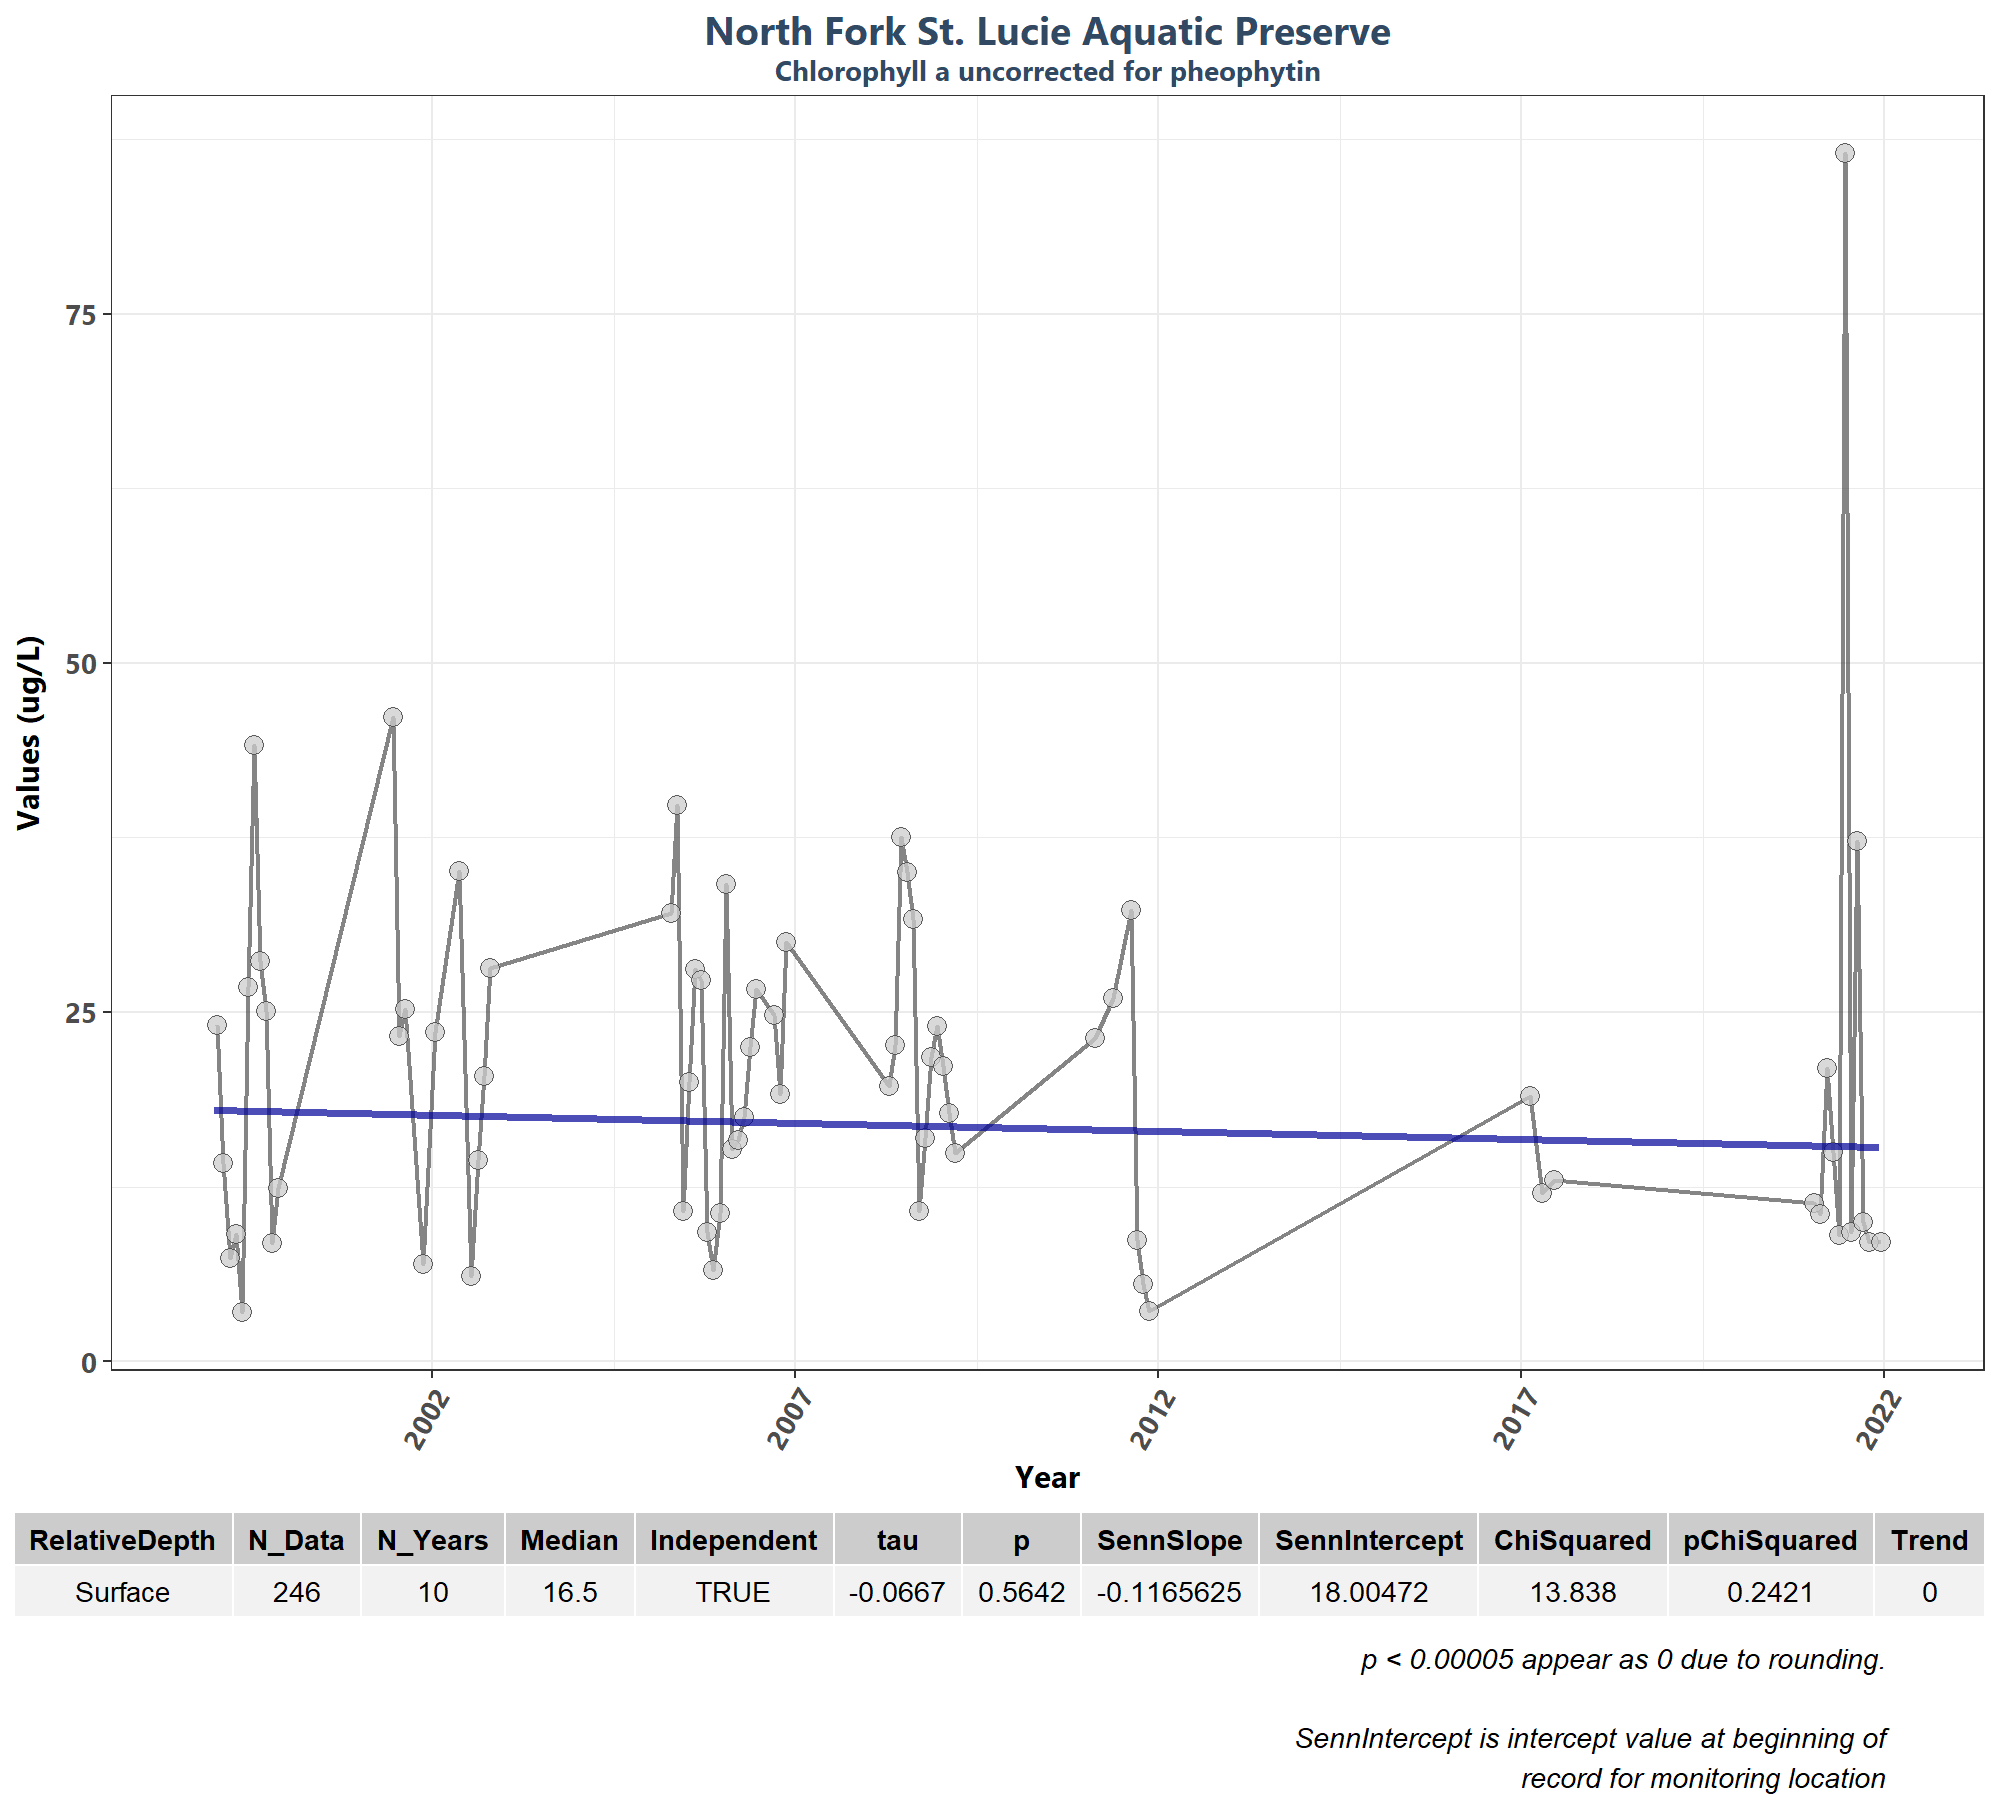 North Fork St. Lucie Aquatic Preserve
Chlorophyll a uncorrected for pheophytin
Values (ug/L)
75
50
25
0
2002 2007 2012 2017 2022
Year
RelativeDepth N_Data N_Years Median Independent tau p SennSlope SennIntercept ChiSquared pChiSquared Trend
Surface 246 10 16.5 TRUE -0.0667 0.5642 -0.1165625 18.00472 13.838 0.2421 0
p < 0.00005 appear as 0 due to rounding.
SennIntercept is intercept value at beginning of
record for monitoring location